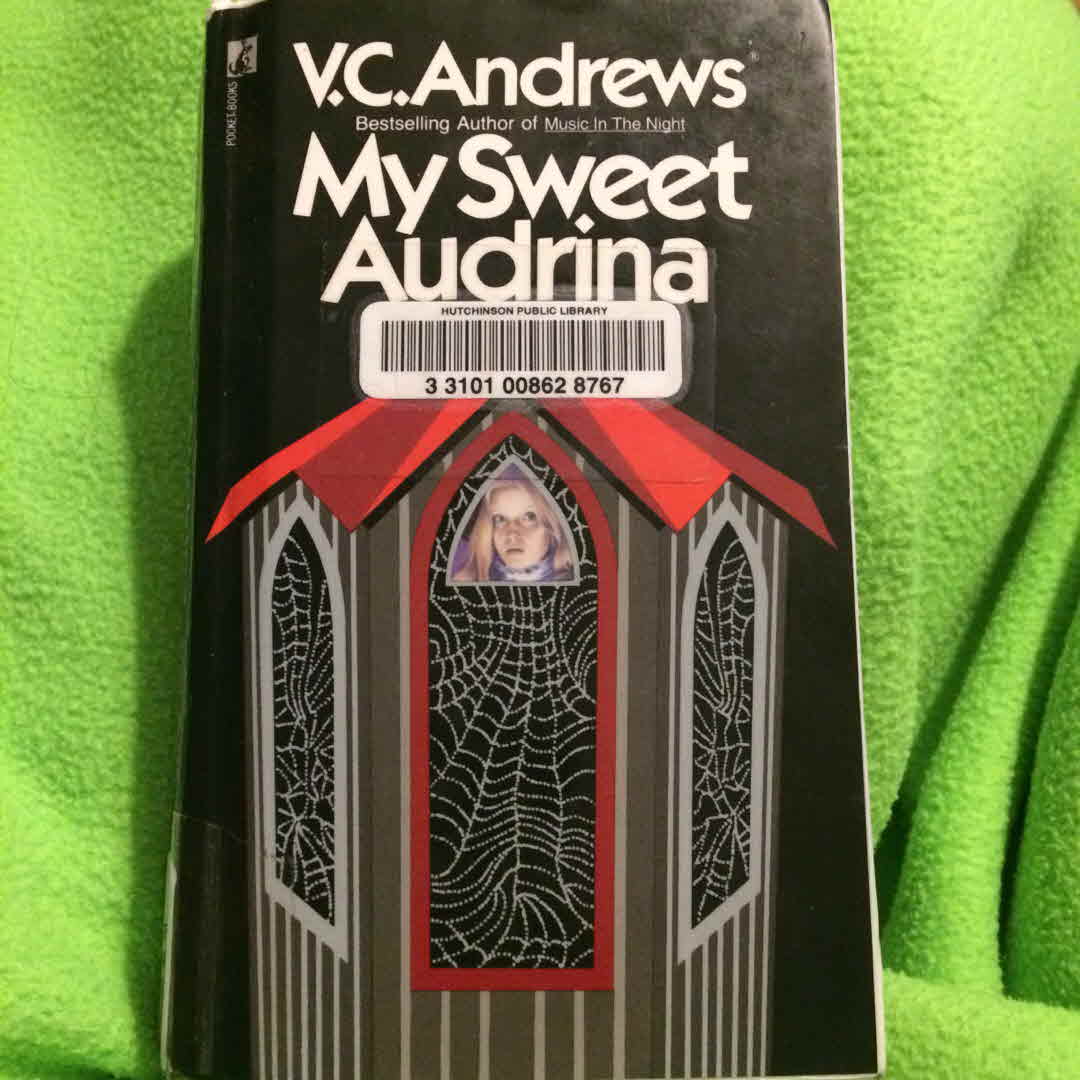 POCKET BOOKS
V.C. Andrews®
Bestselling Author of Music In The Night
My Sweet
Audrina
HUTCHINSON PUBLIC LIBRARY
3 3101 00862 8767